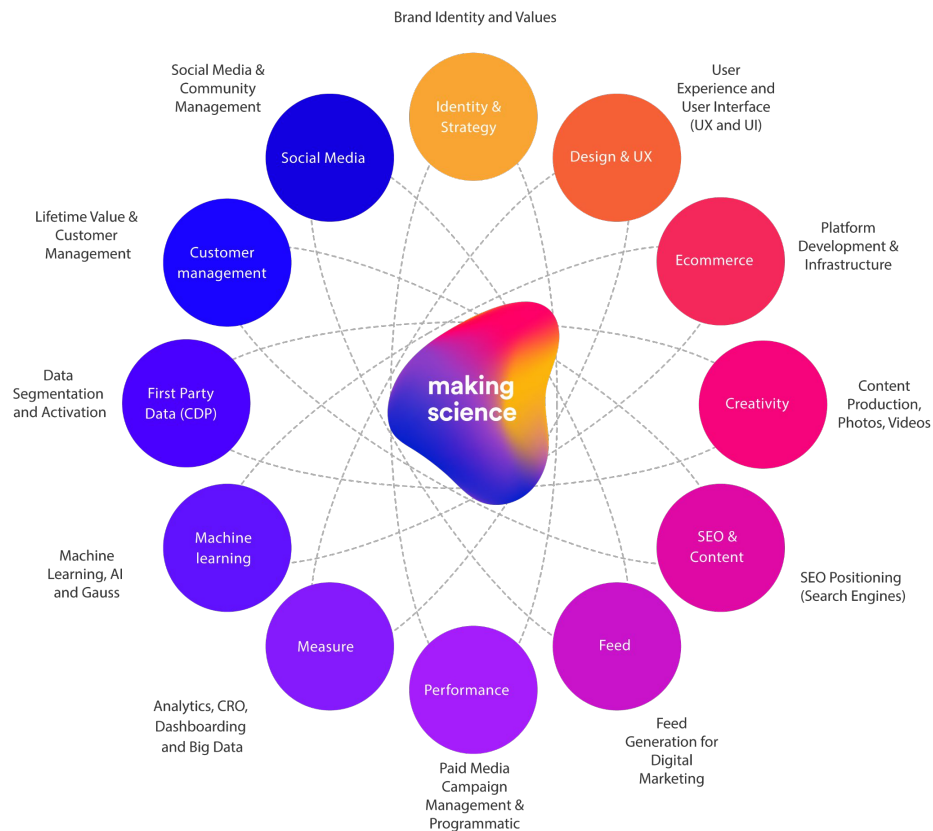 Brand Identity and Values
Identity &
Strategy
User
Experience and
User Interface
(UX and UI)
Design & UX
Platform
Development &
Infrastructure
Ecommerce
Content
Production,
Photos, Videos
Creativity
SEO &
Content
SEO Positioning
(Search Engines)
Feed
Feed
Generation for
Digital
Marketing
Performance
Paid Media
Campaign
Management &
Programmatic
Measure
Analytics, CRO,
Dashboarding
and Big Data
Machine
learning
Machine
Learning, AI
and Gauss
First Party
Data (CDP)
Data
Segmentation
and Activation
Customer
management
Lifetime Value &
Customer
Management
Social Media
Social Media &
Community
Management
making
science